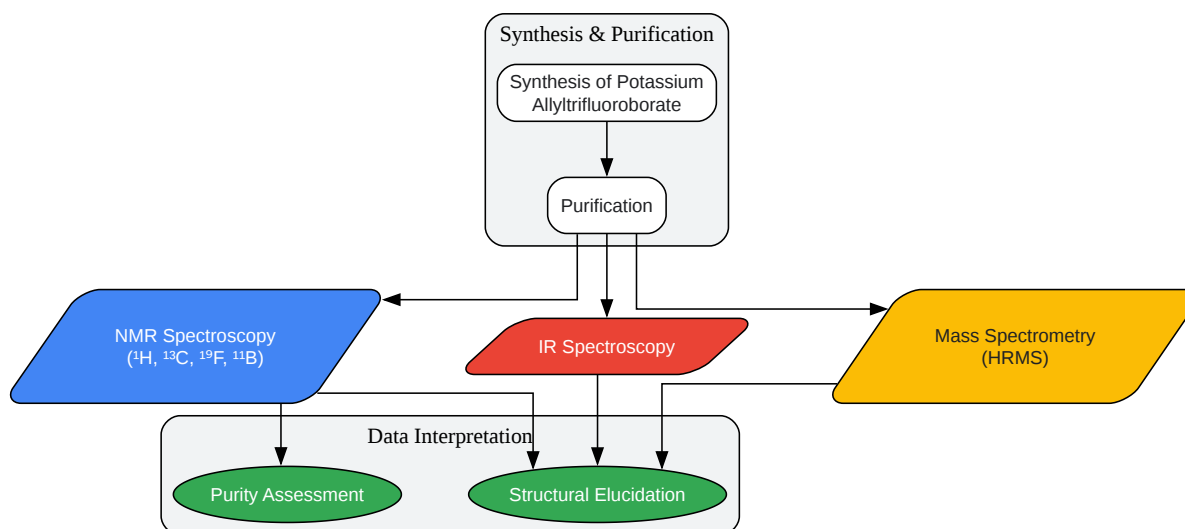 Synthesis & Purification
Synthesis of Potassium
Allyltrifluoroborate
Purification
NMR Spectroscopy
(¹H, ¹³C, ¹⁹F, ¹¹B)
IR Spectroscopy
Mass Spectrometry
(HRMS)
Data Interpretation
Purity Assessment
Structural Elucidation